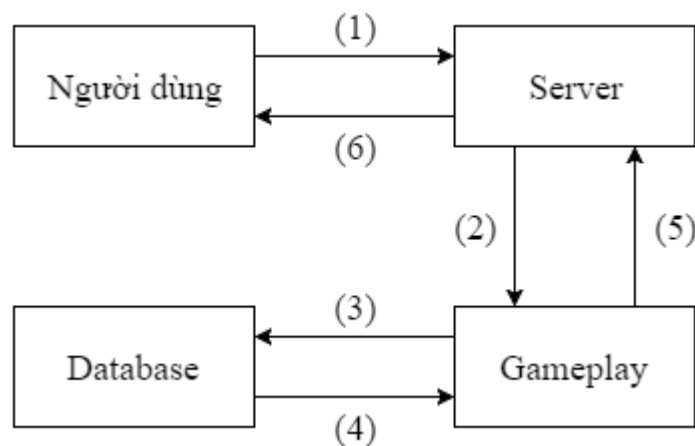 (1)
Người dùng
Server
(6)
(2)
(5)
(3)
Database
Gameplay
(4)